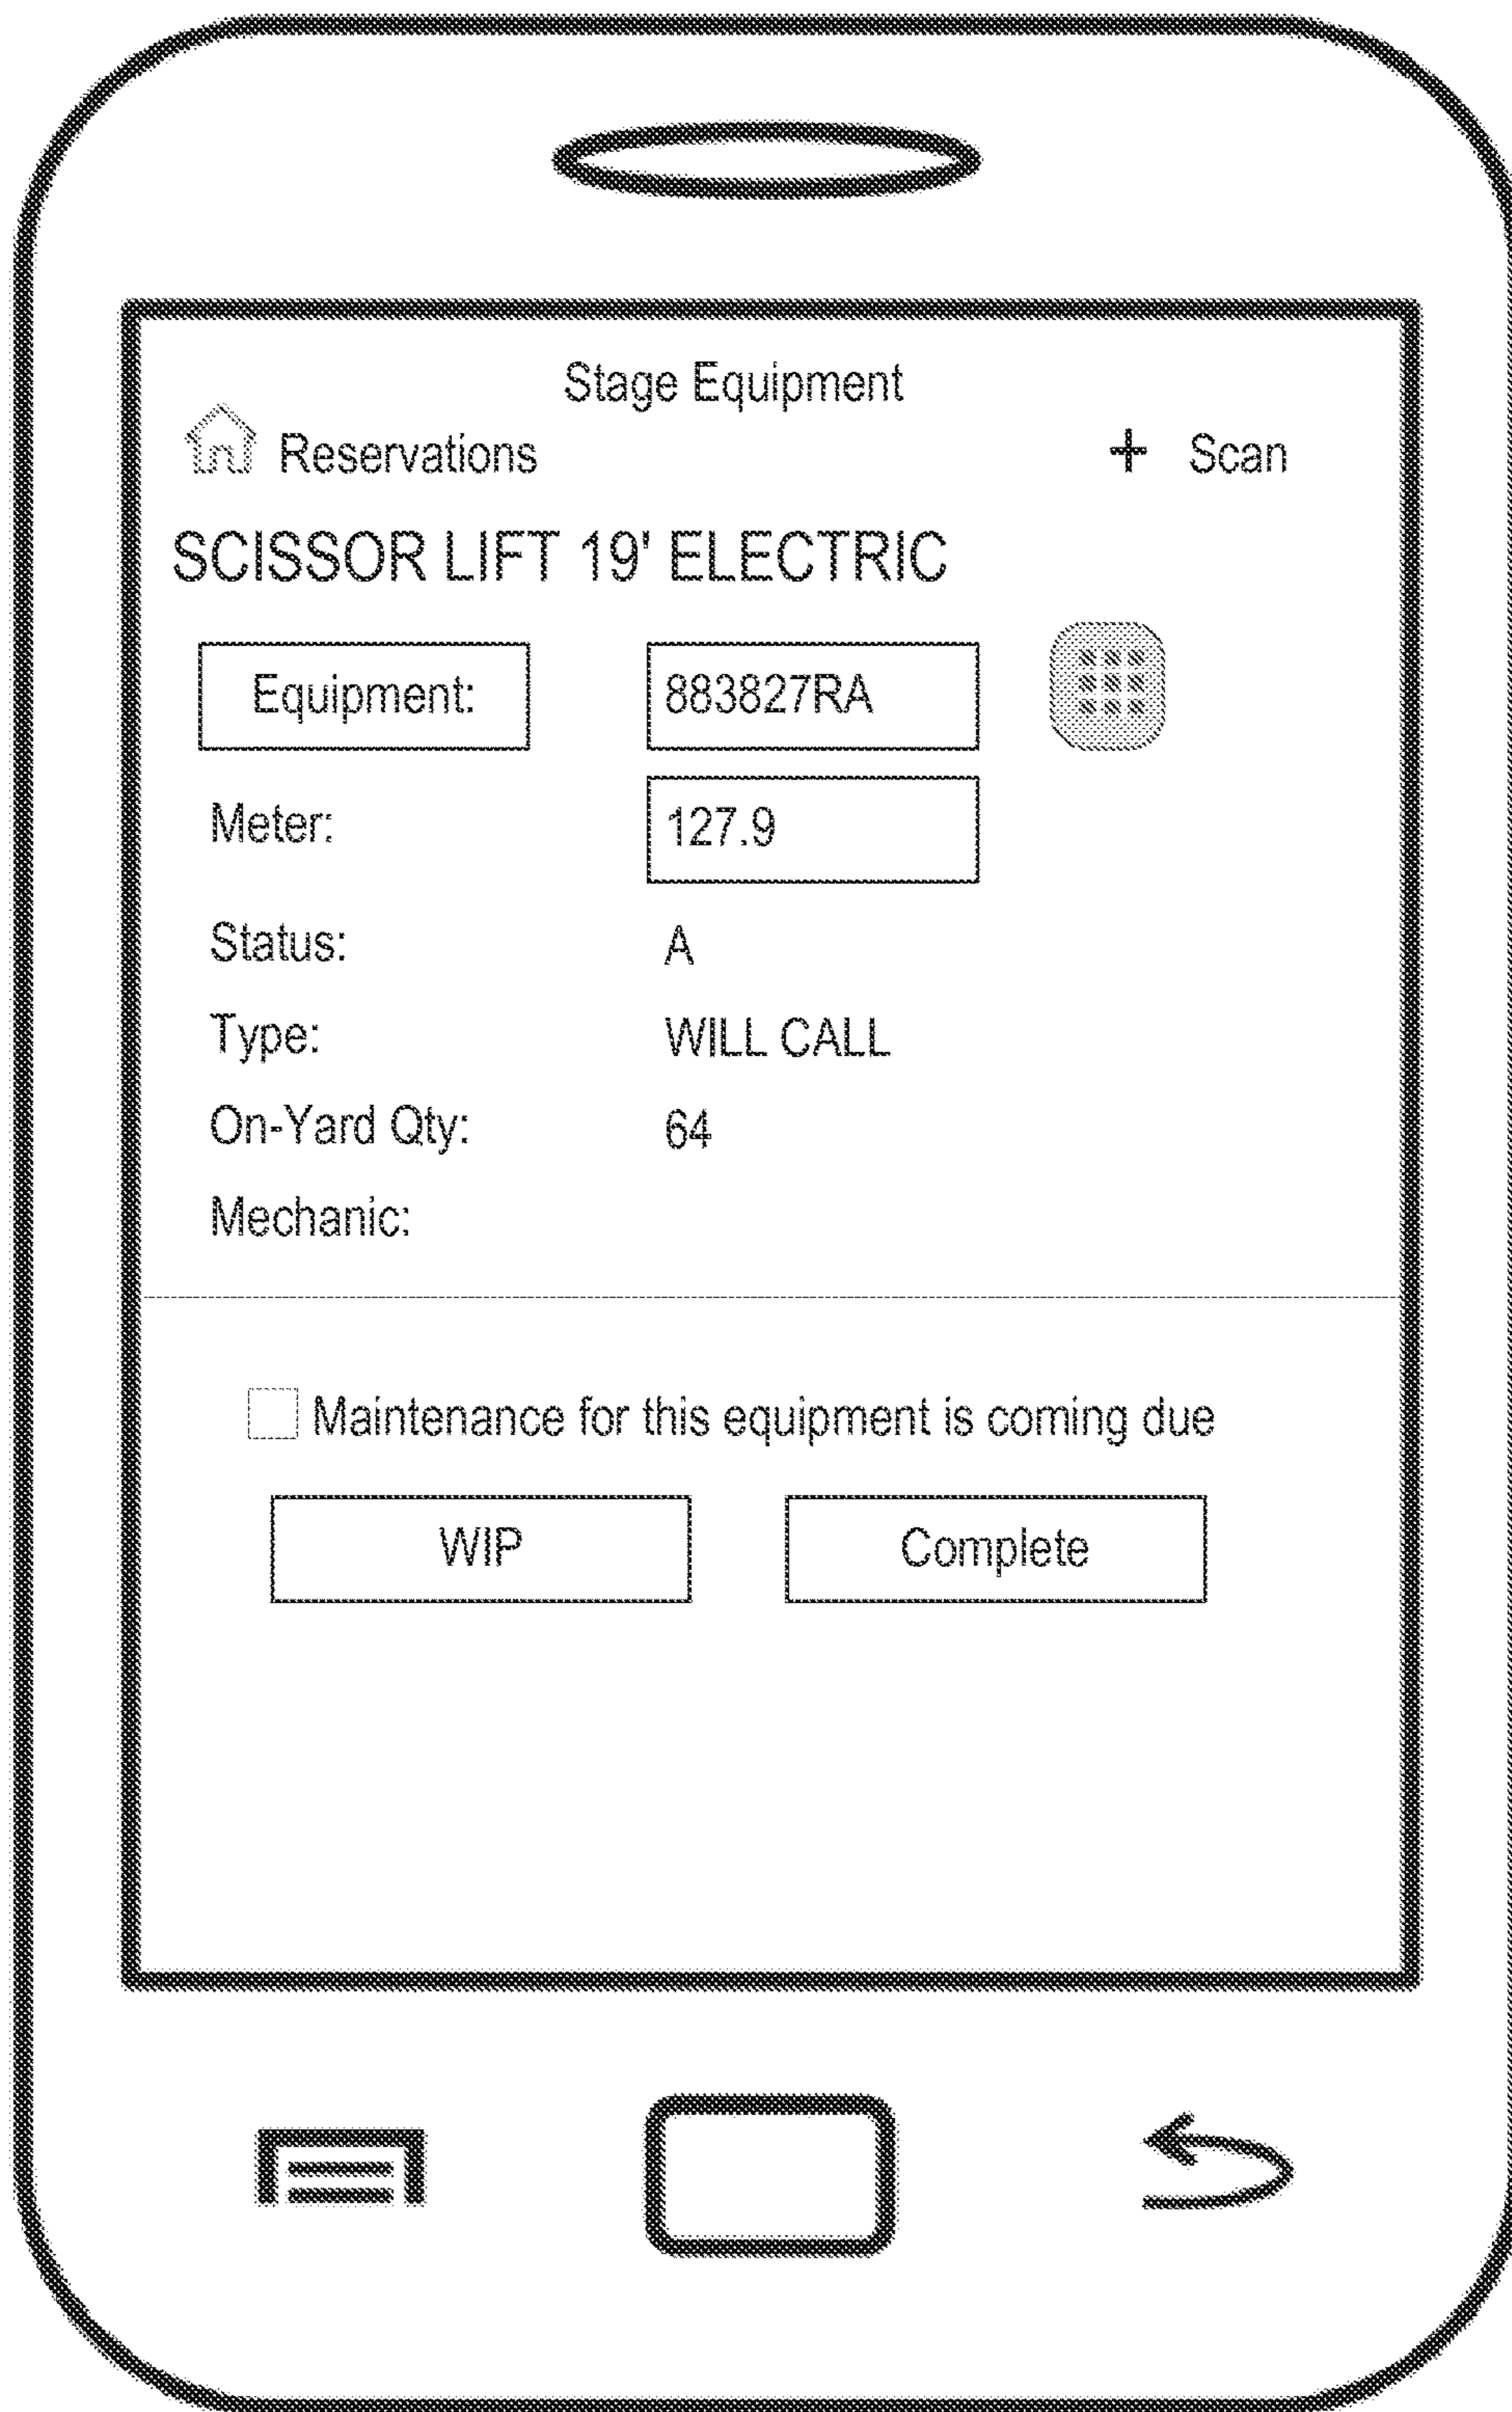 Stage Equipment
Reservations + Scan
SCISSOR LIFT 19' ELECTRIC
Equipment: 883827RA
Meter: 127.9
Status: A
Type: WILL CALL
On-Yard Qty: 64
Mechanic:
Maintenance for this equipment is coming due
WIP Complete